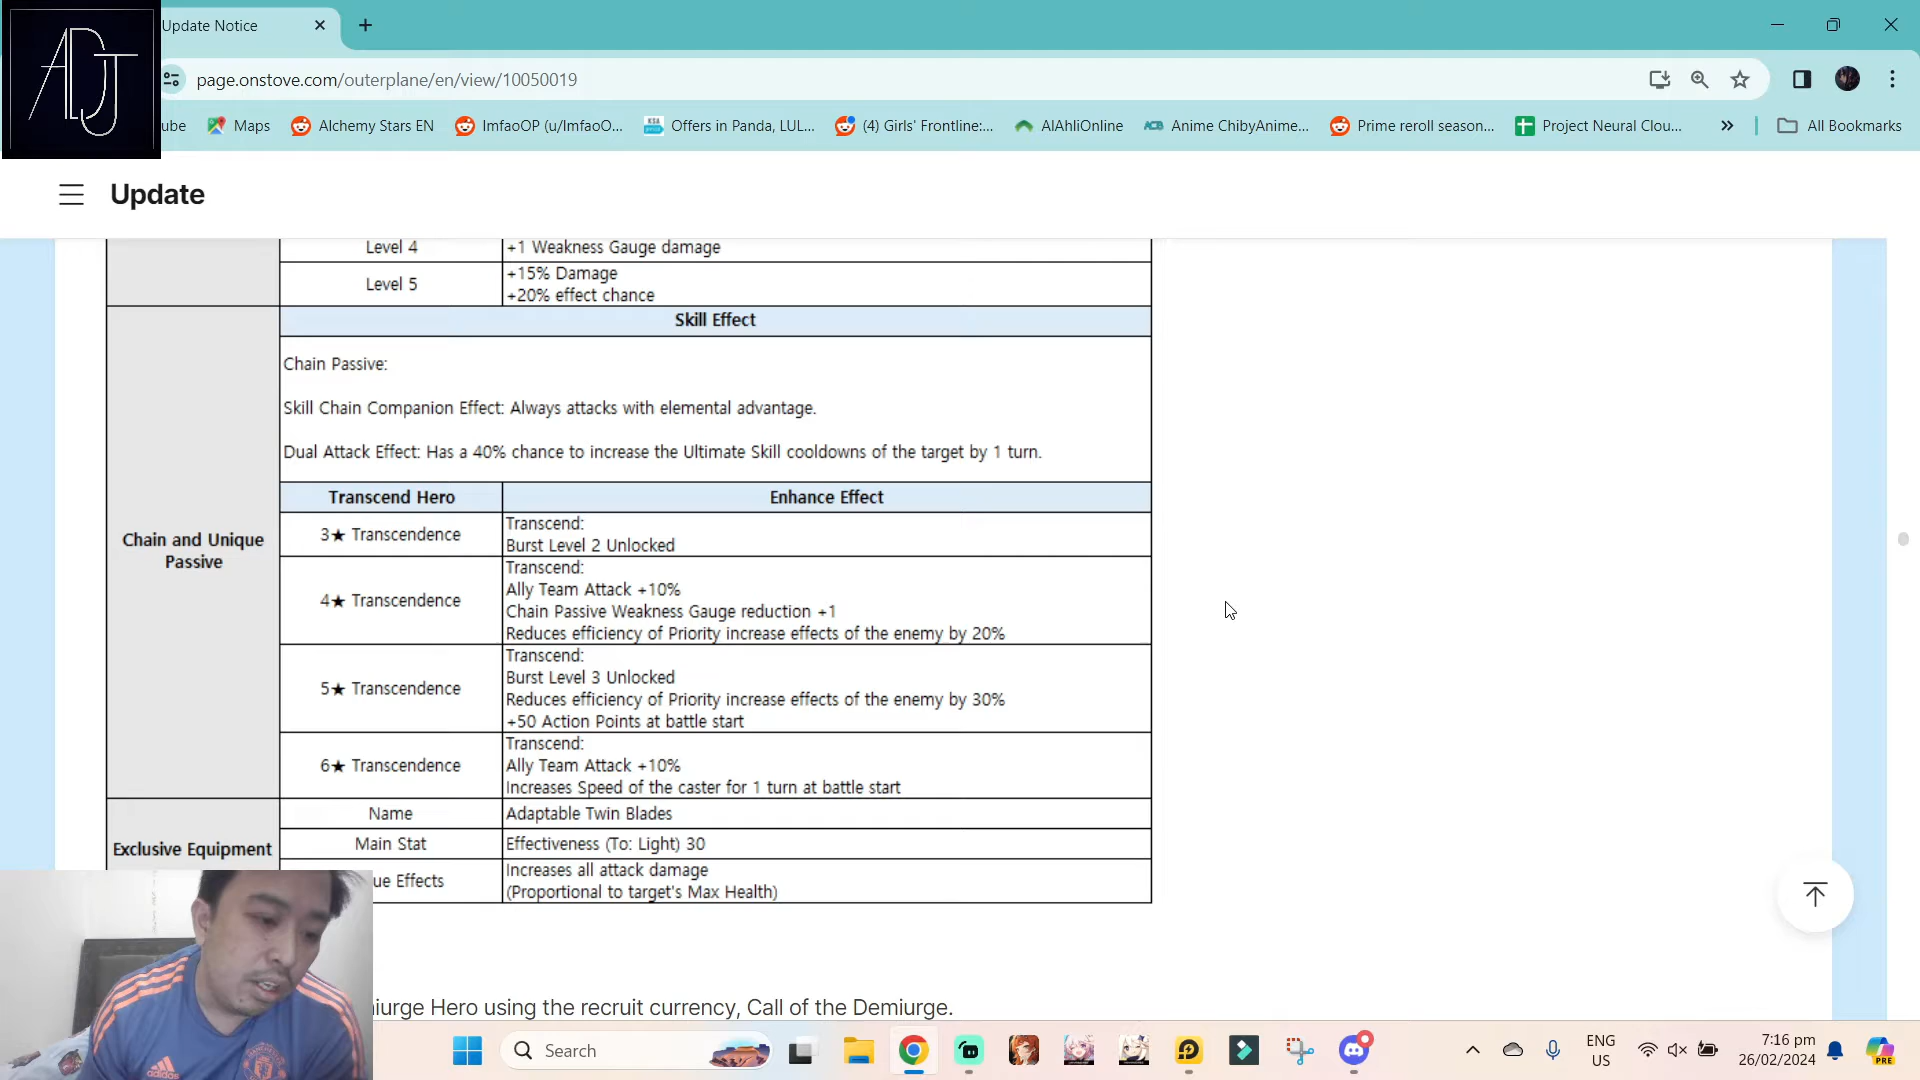 ADJT
Update Notice
page.onstove.com/outerplane/en/view/10050019
ube
Maps
Alchemy Stars EN
lmfaoOP (u/lmfaoO...
Offers in Panda, LUL...
(4) Girls' Frontline:...
AlAhliOnline
Anime ChibyAnime...
Prime reroll season...
Project Neural Clou...
All Bookmarks
Update
Level 4
+1 Weakness Gauge damage
Level 5
+15% Damage
+20% effect chance
Skill Effect
Chain Passive:
Skill Chain Companion Effect: Always attacks with elemental advantage.
Dual Attack Effect: Has a 40% chance to increase the Ultimate Skill cooldowns of the target by 1 turn.
Chain and Unique
Passive
Transcend Hero
Enhance Effect
3★ Transcendence
Transcend:
Burst Level 2 Unlocked
4★ Transcendence
Transcend:
Ally Team Attack +10%
Chain Passive Weakness Gauge reduction +1
Reduces efficiency of Priority increase effects of the enemy by 20%
5★ Transcendence
Transcend:
Burst Level 3 Unlocked
Reduces efficiency of Priority increase effects of the enemy by 30%
+50 Action Points at battle start
6★ Transcendence
Transcend:
Ally Team Attack +10%
Increases Speed of the caster for 1 turn at battle start
Exclusive Equipment
Name
Adaptable Twin Blades
Main Stat
Effectiveness (To: Light) 30
ue Effects
Increases all attack damage
(Proportional to target's Max Health)
iurge Hero using the recruit currency, Call of the Demiurge.
Search
ENG
US
7:16 pm
26/02/2024
PRE